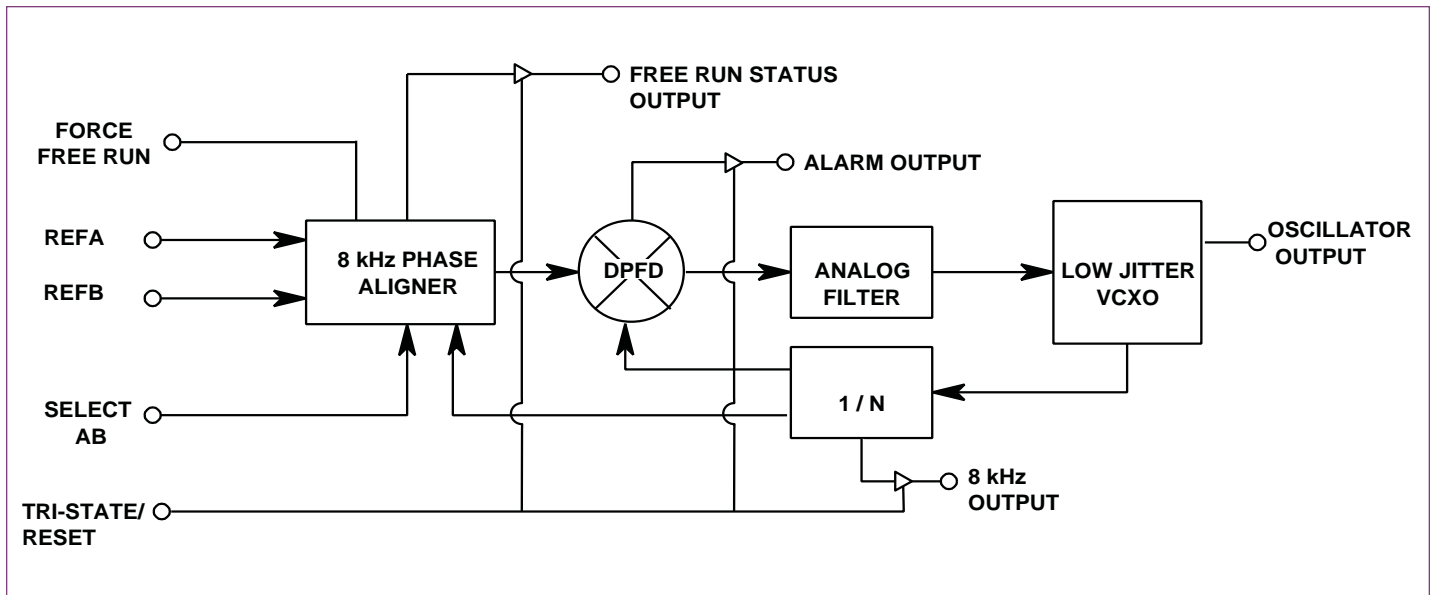 FREE RUN STATUS
OUTPUT
FORCE
FREE RUN
ALARM OUTPUT
REFA
REFB
8 kHz PHASE
ALIGNER
DPFD
ANALOG
FILTER
LOW JITTER
VCXO
OSCILLATOR
OUTPUT
SELECT
AB
1 / N
8 kHz
OUTPUT
TRI-STATE/
RESET